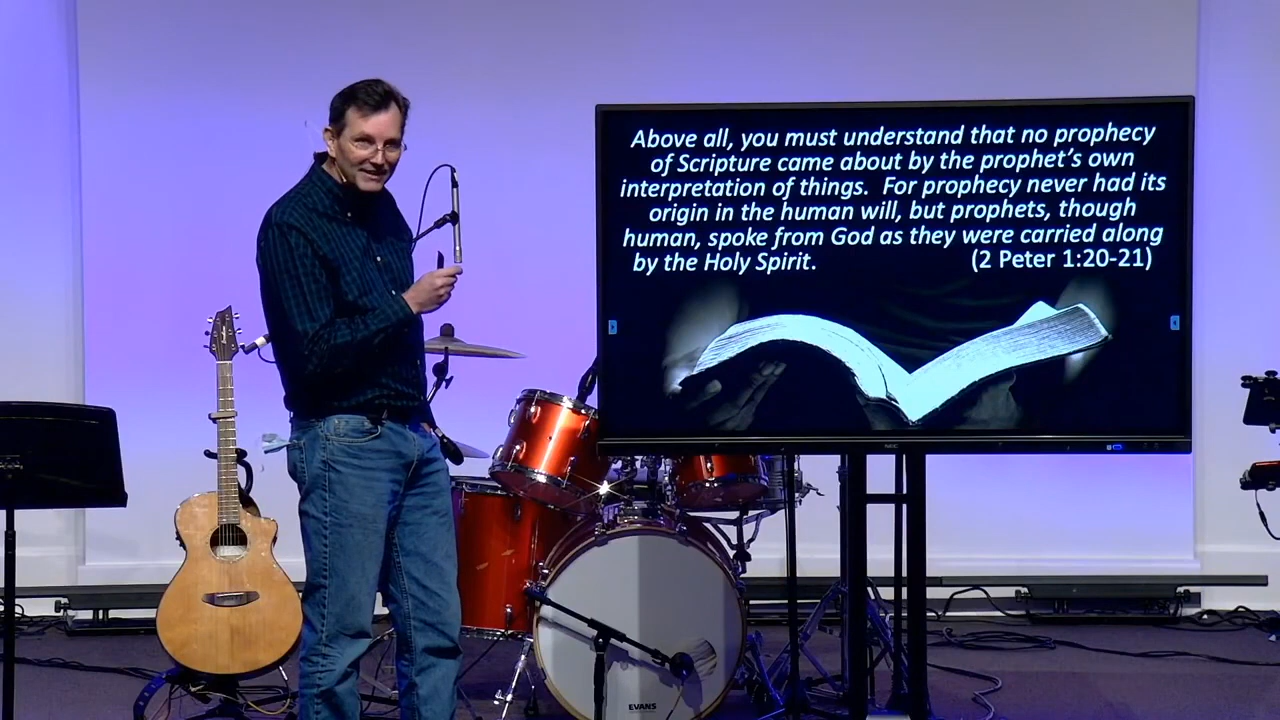 Above all, you must understand that no prophecy
of Scripture came about by the prophet's own
interpretation of things. For prophecy never had its
origin in the human will, but prophets, though
human, spoke from God as they were carried along
by the Holy Spirit. (2 Peter 1:20-21)
NEC
EVANS